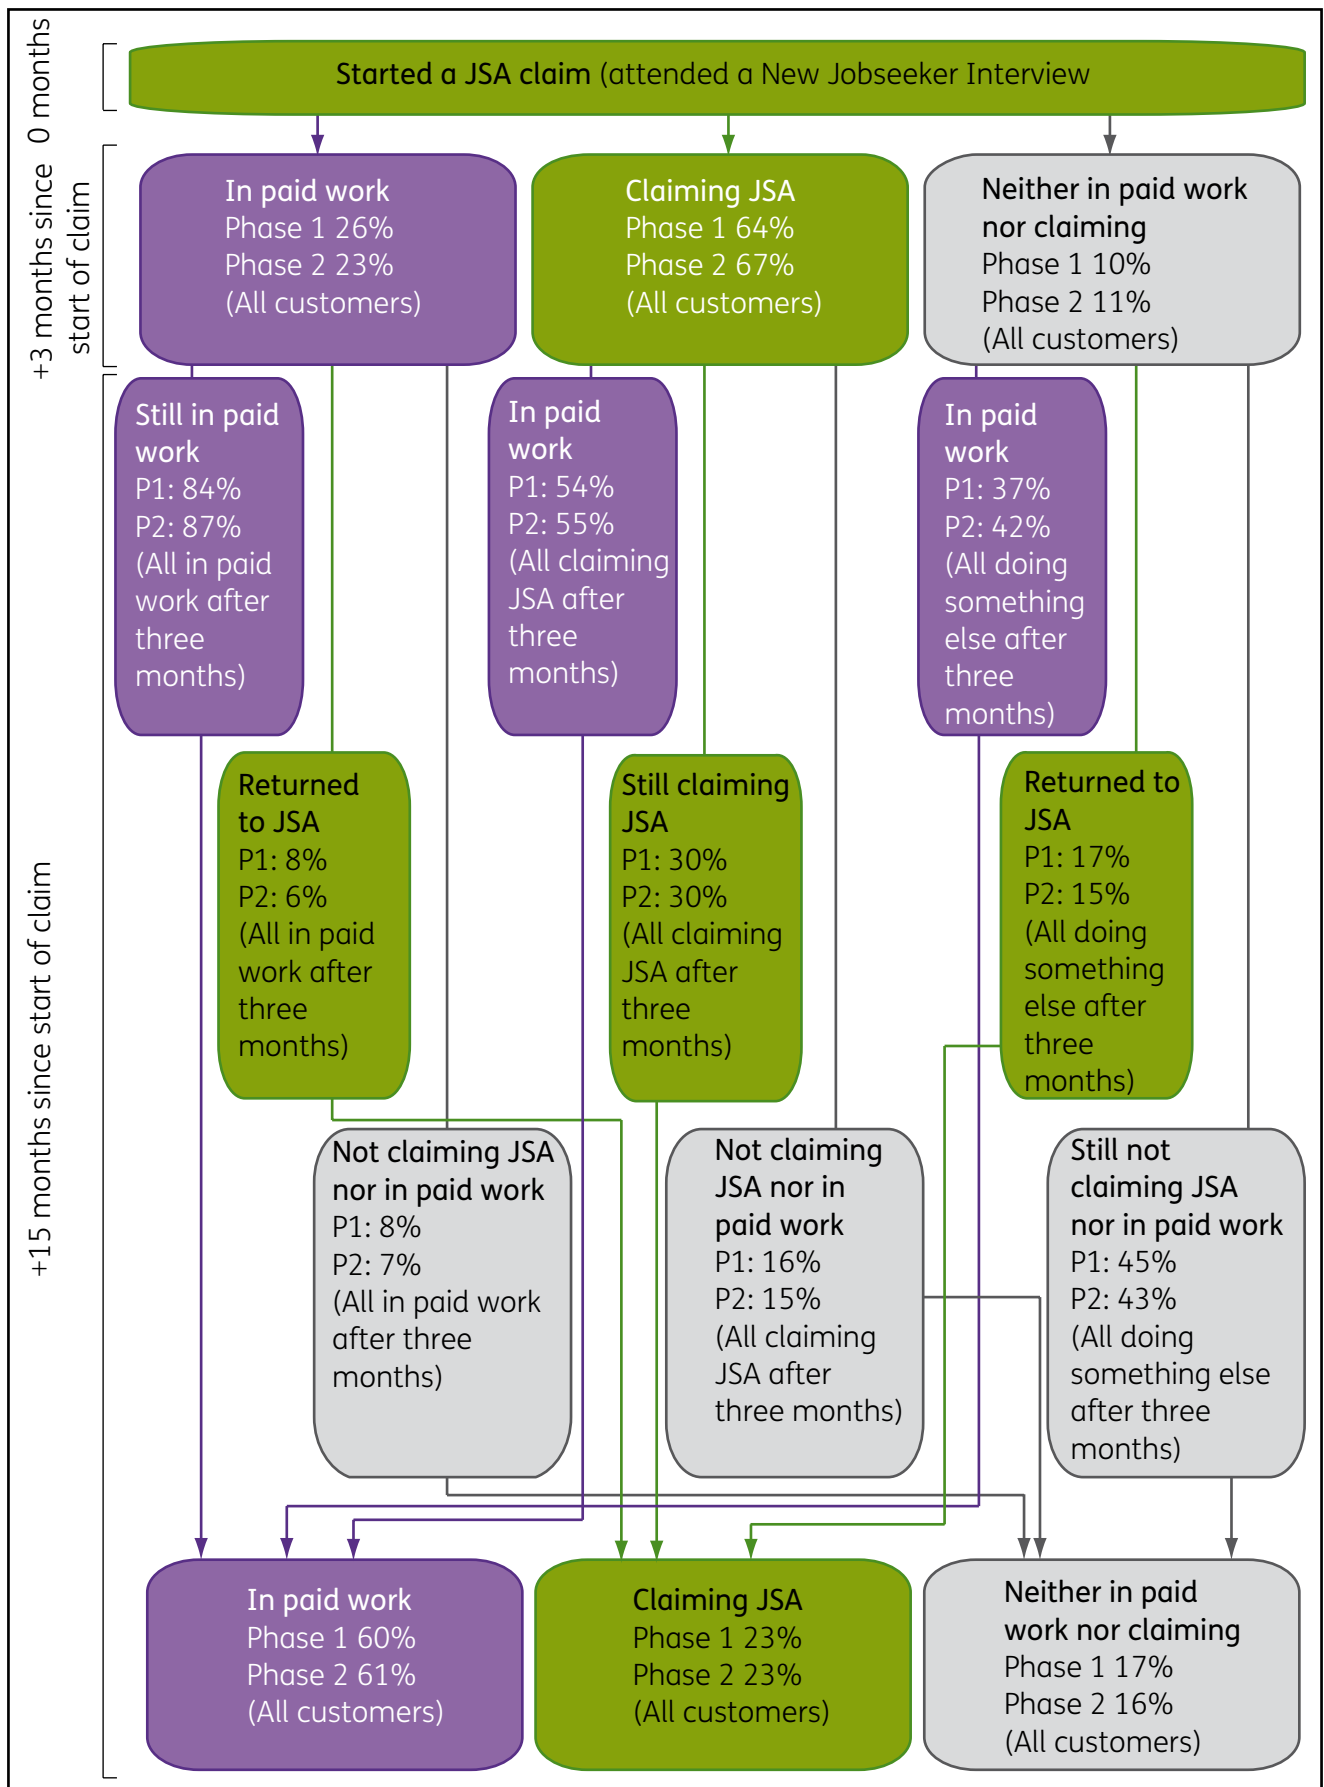 0 months
Started a JSA claim (attended a New Jobseeker Interview
+3 months since
start of claim
In paid work
Phase 1 26%
Phase 2 23%
(All customers)
Claiming JSA
Phase 1 64%
Phase 2 67%
(All customers)
Neither in paid work
nor claiming
Phase 1 10%
Phase 2 11%
(All customers)
+15 months since start of claim
Still in paid
work
P1: 84%
P2: 87%
(All in paid
work after
three
months)
In paid
work
P1: 54%
P2: 55%
(All claiming
JSA after
three
months)
In paid
work
P1: 37%
P2: 42%
(All doing
something
else after
three
months)
Returned
to JSA
P1: 8%
P2: 6%
(All in paid
work after
three
months)
Still claiming
JSA
P1: 30%
P2: 30%
(All claiming
JSA after
three
months)
Returned to
JSA
P1: 17%
P2: 15%
(All doing
something
else after
three
months)
Not claiming JSA
nor in paid work
P1: 8%
P2: 7%
(All in paid work
after three
months)
Not claiming
JSA nor in
paid work
P1: 16%
P2: 15%
(All claiming
JSA after
three months)
Still not
claiming JSA
nor in paid work
P1: 45%
P2: 43%
(All doing
something else
after three
months)
In paid work
Phase 1 60%
Phase 2 61%
(All customers)
Claiming JSA
Phase 1 23%
Phase 2 23%
(All customers)
Neither in paid
work nor claiming
Phase 1 17%
Phase 2 16%
(All customers)